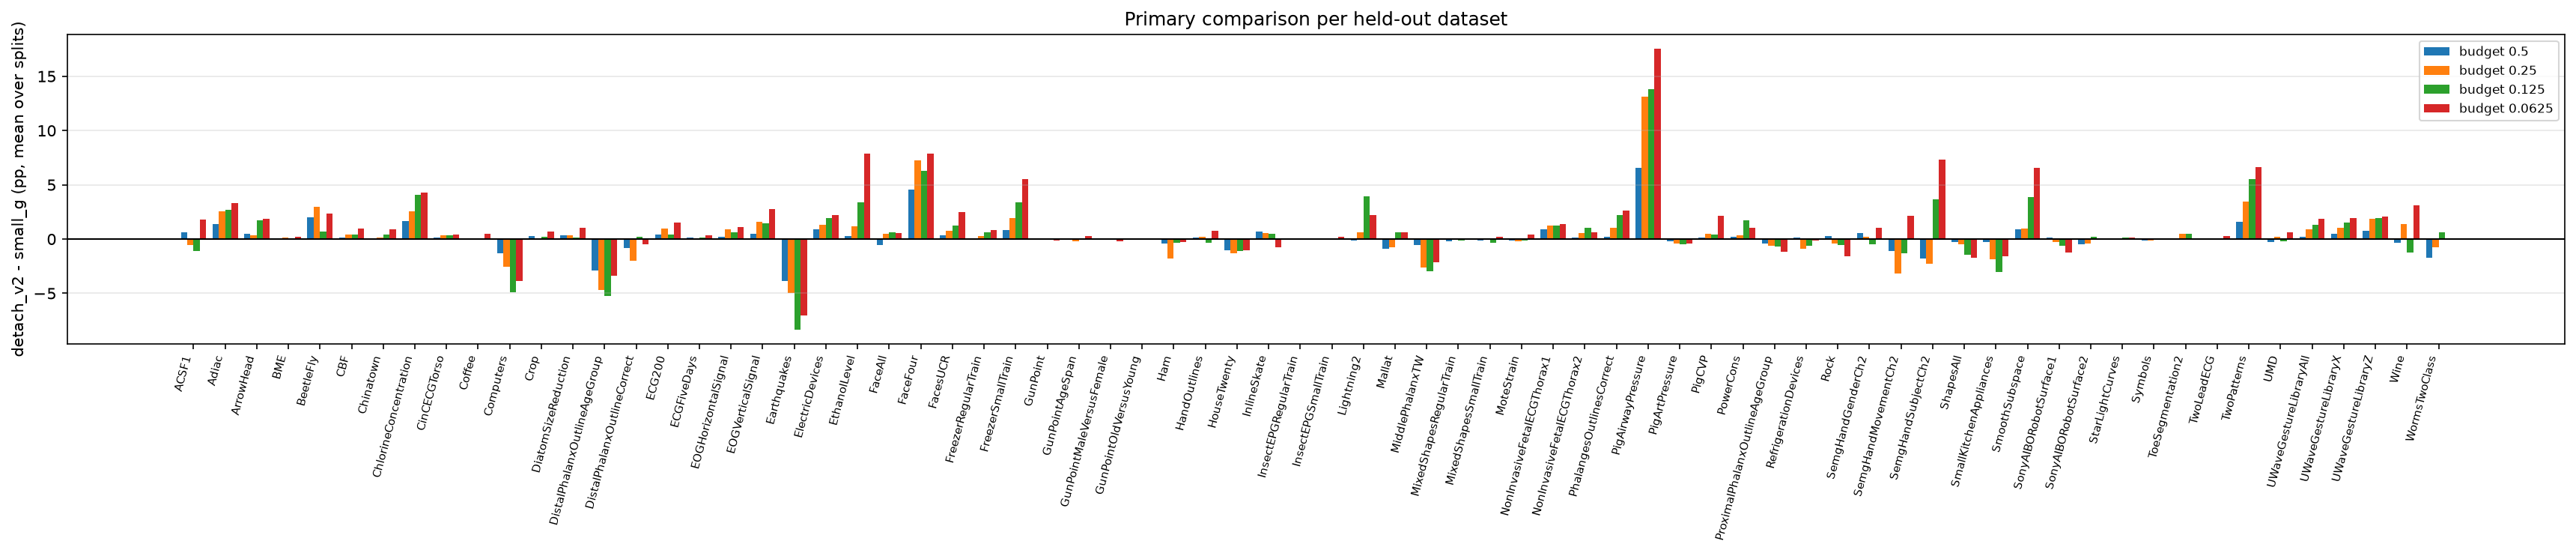 Primary comparison per held-out dataset
detach_v2 - small_g (pp, mean over splits)
15
10
5
0
−5
budget 0.5
budget 0.25
budget 0.125
budget 0.0625
ACSF1
Adiac
ArrowHead
BME
BeetleFly
CBF
Chinatown
ChlorineConcentration
CinCECGTorso
Coffee
Computers
Crop
DiatomSizeReduction
DistalPhalanxOutlineAgeGroup
DistalPhalanxOutlineCorrect
ECG200
ECGFiveDays
EOGHorizontalSignal
EOGVerticalSignal
Earthquakes
ElectricDevices
EthanolLevel
FaceAll
FaceFour
FacesUCR
FreezerRegularTrain
FreezerSmallTrain
GunPoint
GunPointAgeSpan
GunPointMaleVersusFemale
GunPointOldVersusYoung
Ham
HandOutlines
HouseTwenty
InlineSkate
InsectEPGRegularTrain
InsectEPGSmallTrain
Lightning2
Mallat
MiddlePhalanxTW
MixedShapesRegularTrain
MixedShapesSmallTrain
MoteStrain
NonInvasiveFetalECGThorax1
NonInvasiveFetalECGThorax2
PhalangesOutlinesCorrect
PigAirwayPressure
PigArtPressure
PigCVP
PowerCons
ProximalPhalanxOutlineAgeGroup
RefrigerationDevices
Rock
SemgHandGenderCh2
SemgHandMovementCh2
SemgHandSubjectCh2
ShapesAll
SmallKitchenAppliances
SmoothSubspace
SonyAIBORobotSurface1
SonyAIBORobotSurface2
StarLightCurves
Symbols
ToeSegmentation2
TwoLeadECG
TwoPatterns
UMD
UWaveGestureLibraryAll
UWaveGestureLibraryX
UWaveGestureLibraryZ
Wine
WormsTwoClass